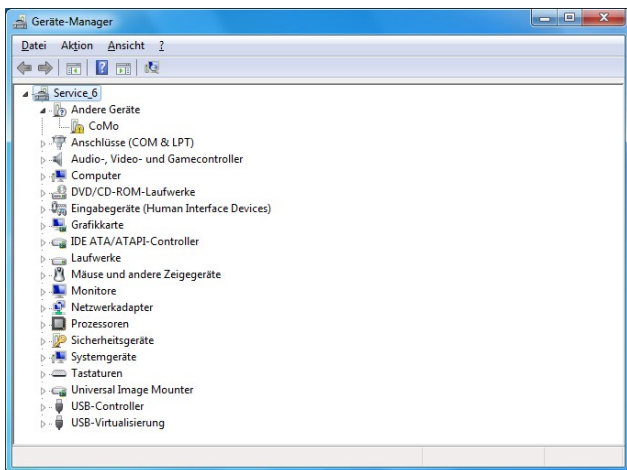 Geräte-Manager
Datei Aktion Ansicht ?
Service_6
Andere Geräte
CoMo
Anschlüsse (COM & LPT)
Audio-, Video- und Gamecontroller
Computer
DVD/CD-ROM-Laufwerke
Eingabegeräte (Human Interface Devices)
Grafikkarte
IDE ATA/ATAPI-Controller
Laufwerke
Mäuse und andere Zeigegeräte
Monitore
Netzwerkadapter
Prozessoren
Sicherheitsgeräte
Systemgeräte
Tastaturen
Universal Image Mounter
USB-Controller
USB-Virtualisierung